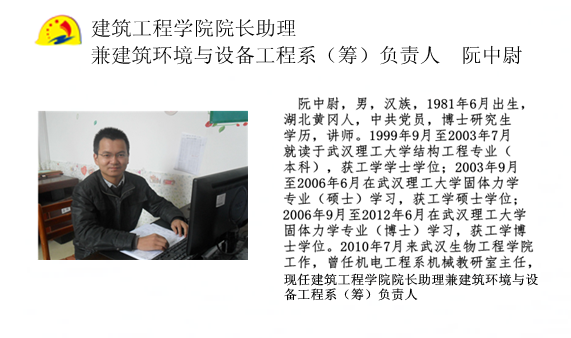 建筑工程学院院长助理
兼建筑环境与设备工程系（筹）负责人　阮中尉
阮中尉，男，汉族，1981年6月出生，
湖北黄冈人，中共党员，博士研究生
学历，讲师。1999年9月至2003年7月
就读于武汉理工大学结构工程专业（
本科），获工学学士学位；2003年9月
至2006年6月在武汉理工大学固体力学
专业（硕士）学习，获工学硕士学位；
2006年9月至2012年6月在武汉理工大学
固体力学专业（博士）学习，获工学博
士学位。2010年7月来武汉生物工程学院
工作，曾任机电工程系机械教研室主任，
现任建筑工程学院院长助理兼建筑环境与设
备工程系（筹）负责人